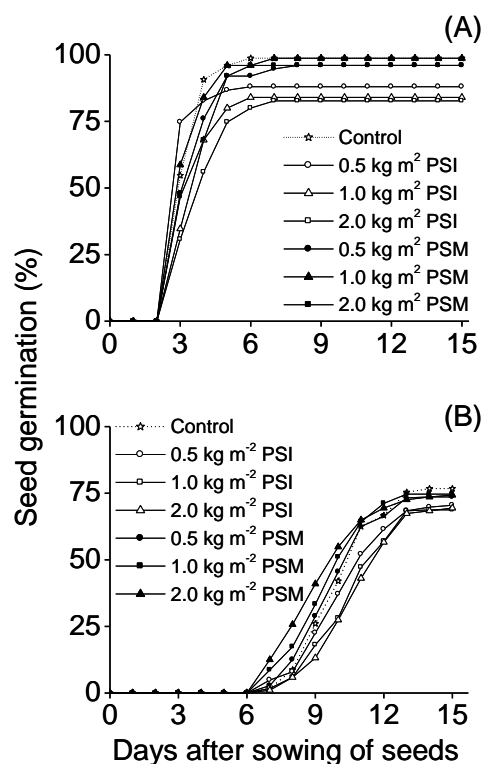 (A)
100
75
50
25
0
Control
0.5 kg m² PSI
1.0 kg m² PSI
2.0 kg m² PSI
0.5 kg m² PSM
1.0 kg m² PSM
2.0 kg m² PSM
0 3 6 9 12 15
Seed germination (%)
(B)
100
75
50
25
0
Control
0.5 kg m⁻² PSI
1.0 kg m⁻² PSI
2.0 kg m⁻² PSI
0.5 kg m⁻² PSM
1.0 kg m⁻² PSM
2.0 kg m⁻² PSM
0 3 6 9 12 15
Days after sowing of seeds